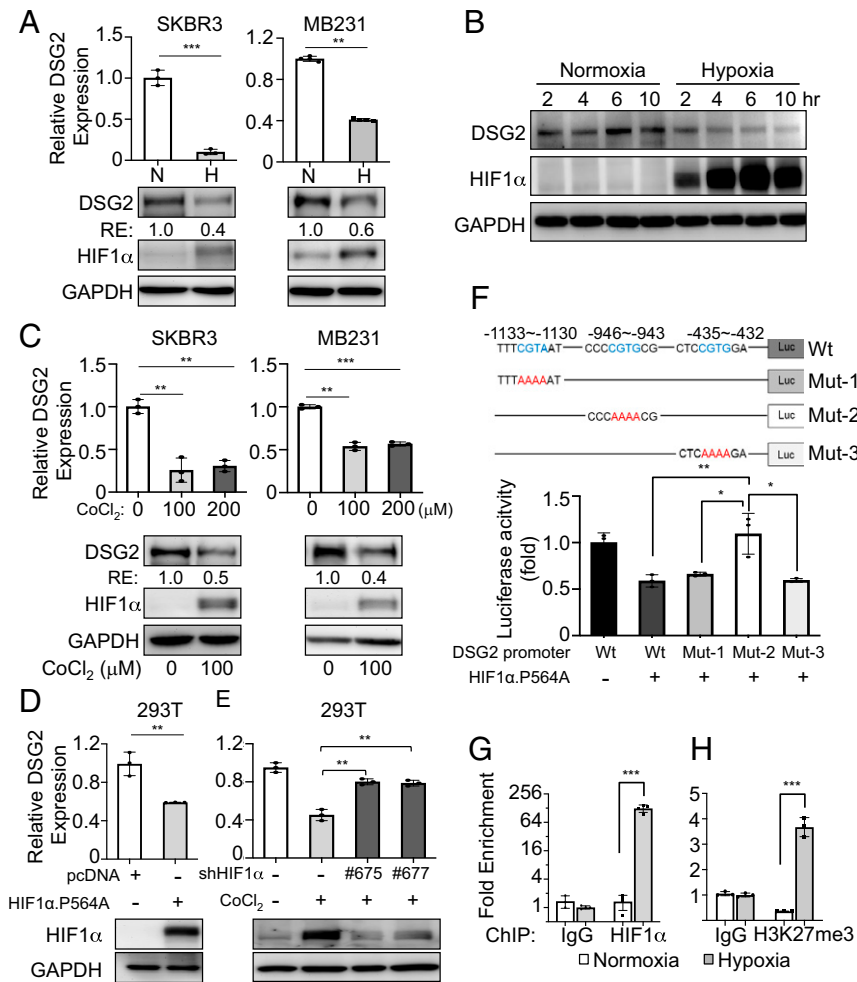 A
SKBR3
MB231
Relative DSG2
Expression
***
**
1.0
0.5
0
1.2
0.8
0.4
0
N H
N H
DSG2
RE: 1.0 0.4
1.0 0.6
HIF1α
GAPDH
B
Normoxia Hypoxia
2 4 6 10 2 4 6 10 hr
DSG2
HIF1α
GAPDH
C
SKBR3
MB231
Relative DSG2
Expression
**
**
***
**
1.5
1.0
0.5
0
1.5
1.0
0.5
0
CoCl2: 0 100 200
0 100 200 (μM)
DSG2
RE: 1.0 0.5
1.0 0.4
HIF1α
GAPDH
CoCl2 (μM) 0 100
0 100
F
-1133~-1130 -946~-943 -435~-432
TTTCGTAAT CCCCGTGCG CTCCGTGGA Luc Wt
TTTAAAAAT Luc Mut-1
CCCAAAACG Luc Mut-2
CTCAAAAGA Luc Mut-3
**
* *
Luciferase acitvity
(fold)
1.5
1.0
0.5
0
DSG2 promoter Wt Wt Mut-1 Mut-2 Mut-3
HIF1α.P564A - + + + +
D
293T
**
Relative DSG2
Expression
1.2
0.8
0.4
0
pcDNA + -
HIF1α.P564A - +
HIF1α
GAPDH
E
293T
**
**
1.2
0.8
0.4
0
shHIF1α - - #675 #677
CoCl2 - + + +
G
Fold Enrichment
***
256
64
16
4
1
ChIP: IgG HIF1α
H
***
5
4
3
2
1
0
IgG H3K27me3
Normoxia Hypoxia